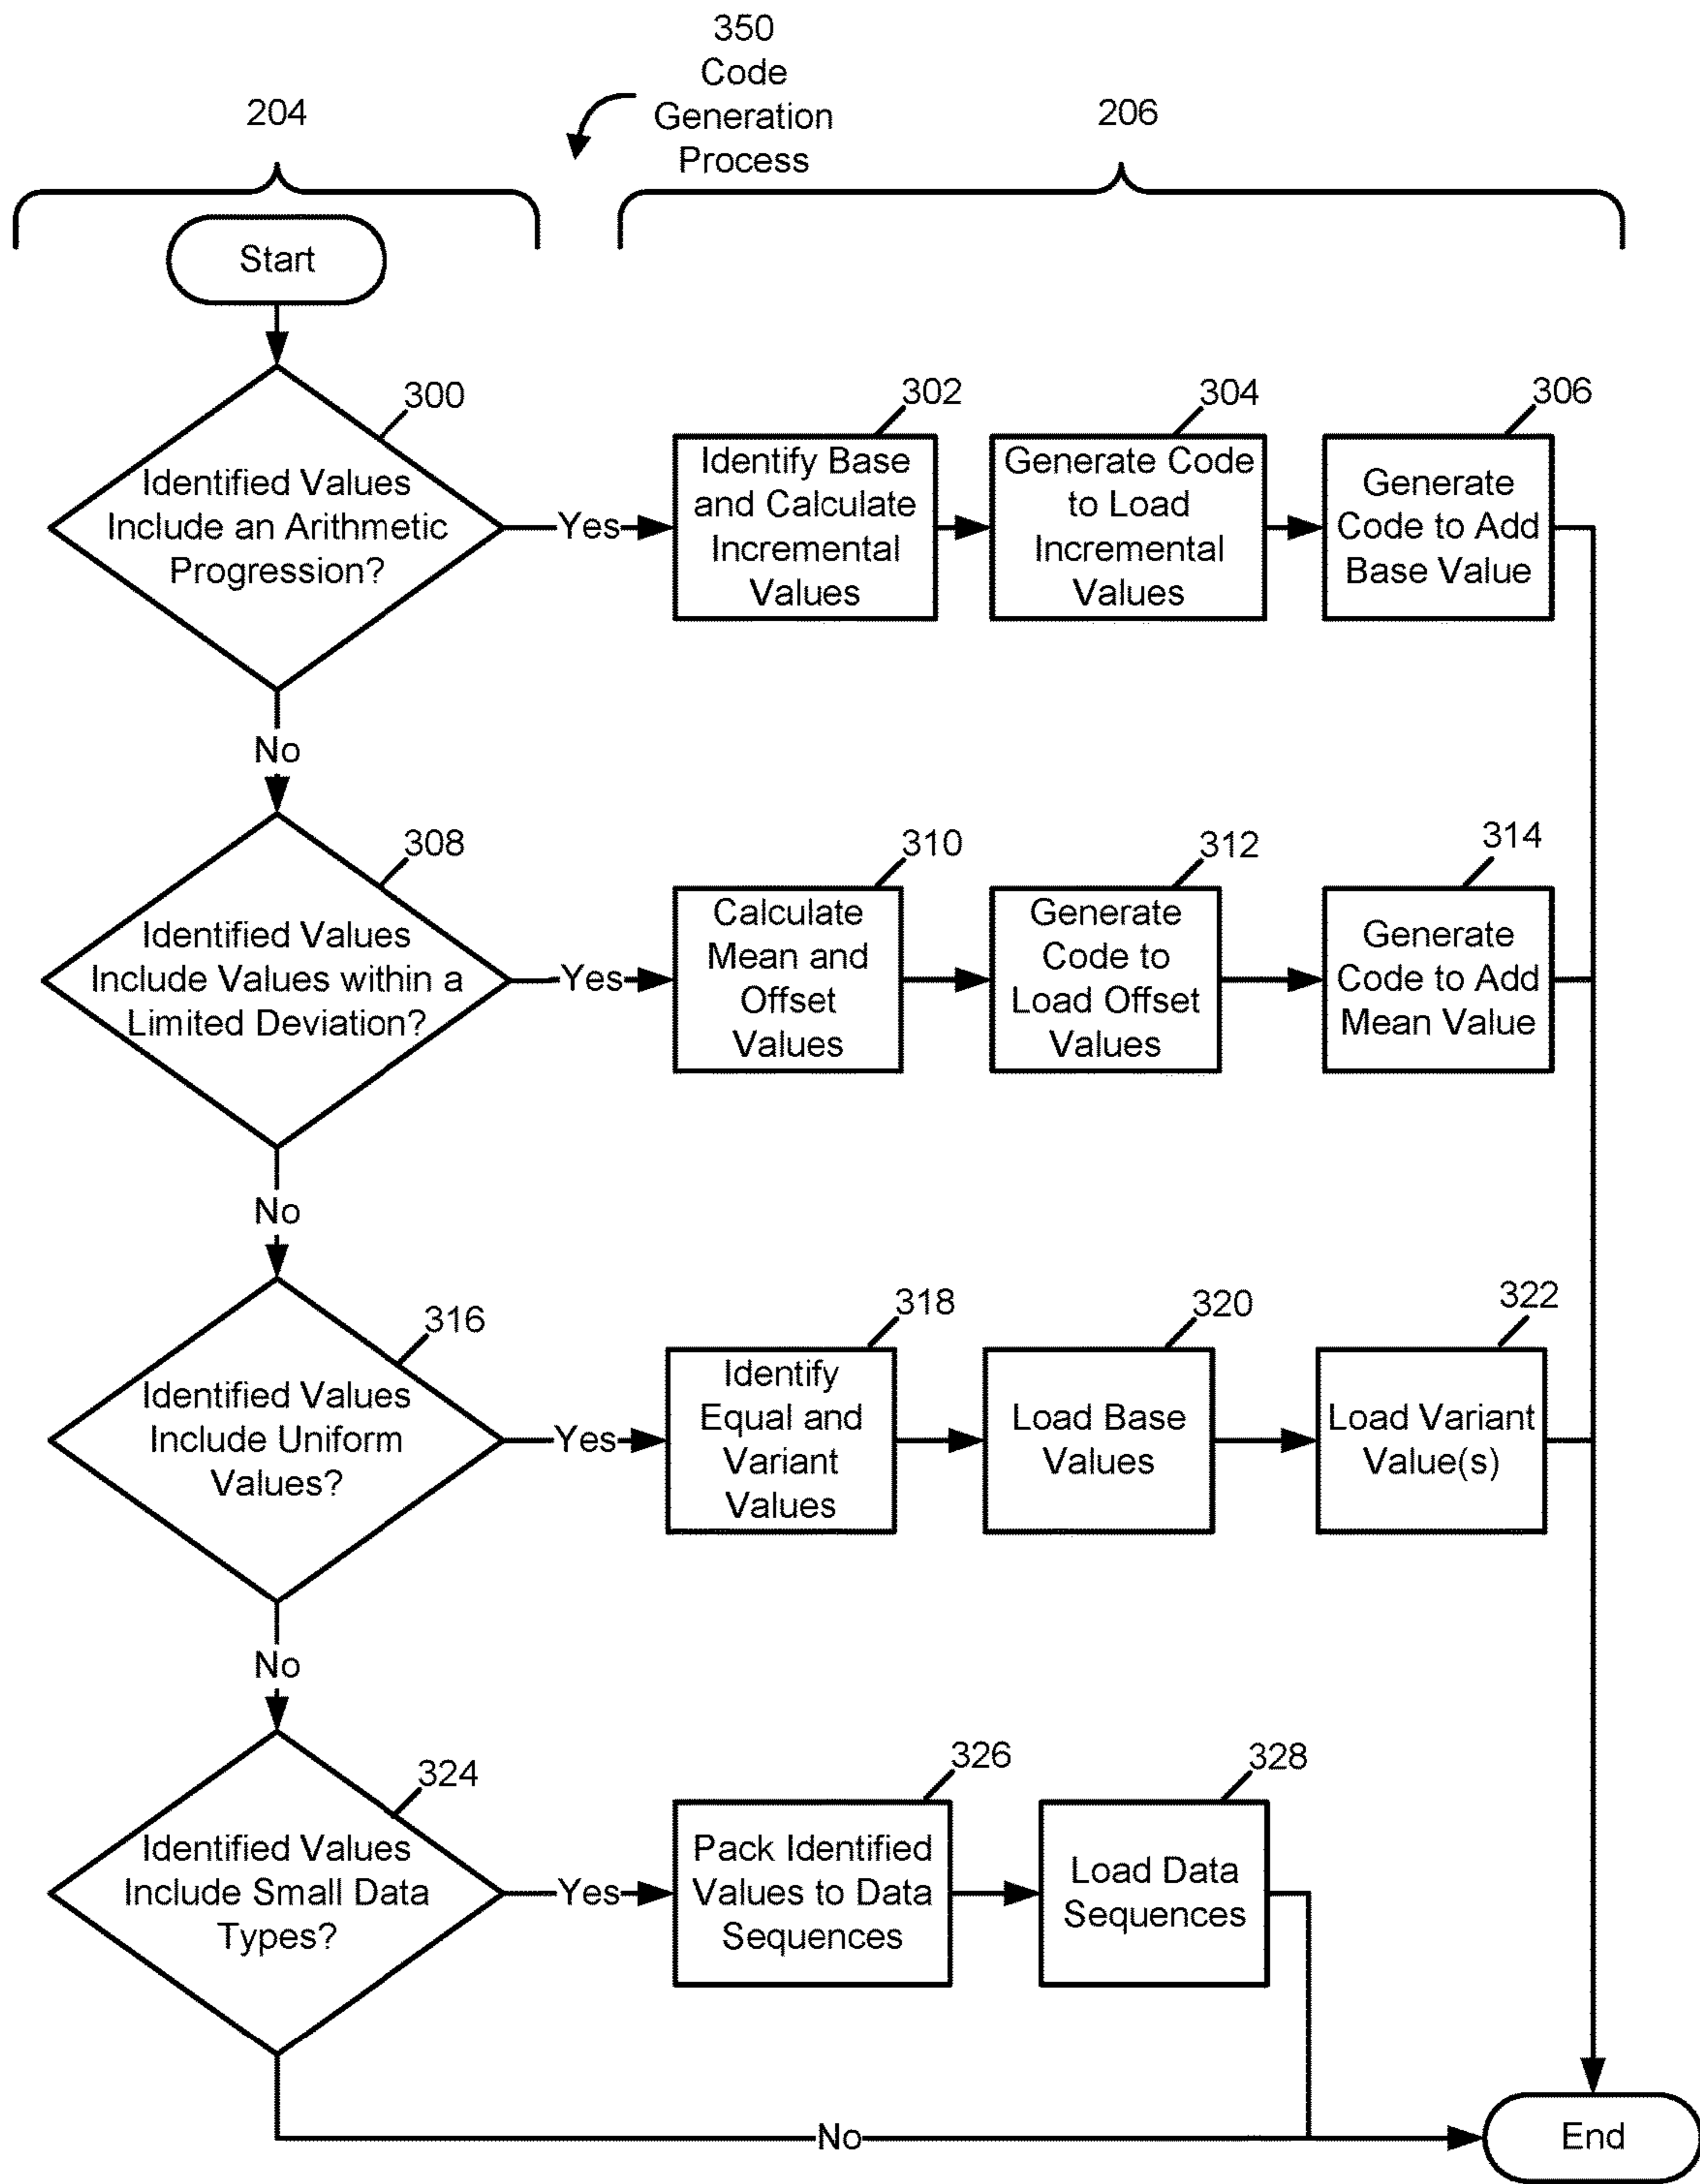 350
Code
Generation
Process
204
206
Start
300
Identified Values
Include an Arithmetic
Progression?
Yes
302
Identify Base
and Calculate
Incremental
Values
304
Generate Code
to Load
Incremental
Values
306
Generate
Code to Add
Base Value
No
308
Identified Values
Include Values within a
Limited Deviation?
Yes
310
Calculate
Mean and
Offset
Values
312
Generate
Code to
Load Offset
Values
314
Generate
Code to Add
Mean Value
No
316
Identified Values
Include Uniform
Values?
Yes
318
Identify
Equal and
Variant
Values
320
Load Base
Values
322
Load Variant
Value(s)
No
324
Identified Values
Include Small Data
Types?
Yes
326
Pack Identified
Values to Data
Sequences
328
Load Data
Sequences
No
End